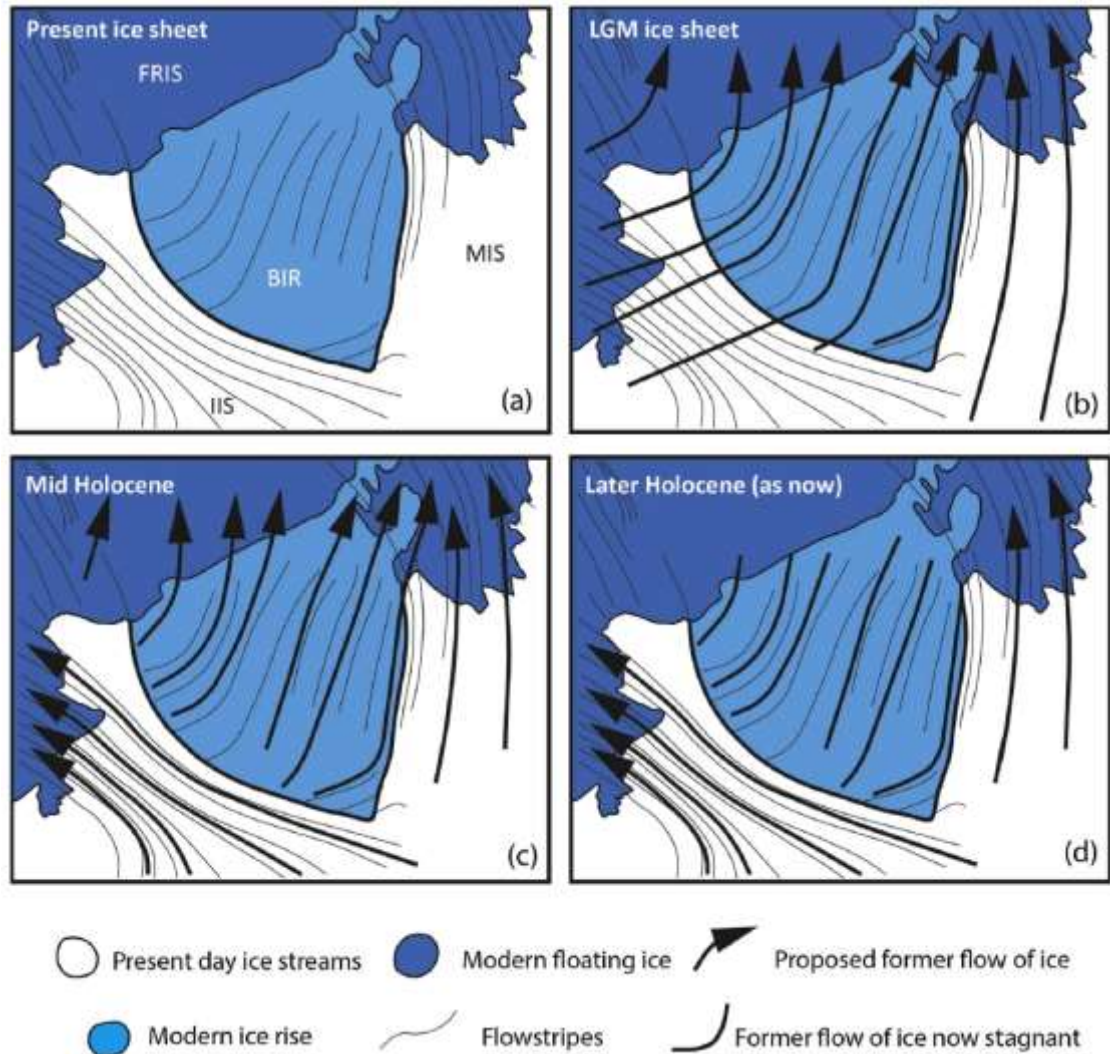 Present ice sheet
FRIS
BIR
MIS
IIS
(a)
LGM ice sheet
(b)
Mid Holocene
(c)
Later Holocene (as now)
(d)
Present day ice streams
Modern floating ice
Proposed former flow of ice
Modern ice rise
Flowstripes
Former flow of ice now stagnant